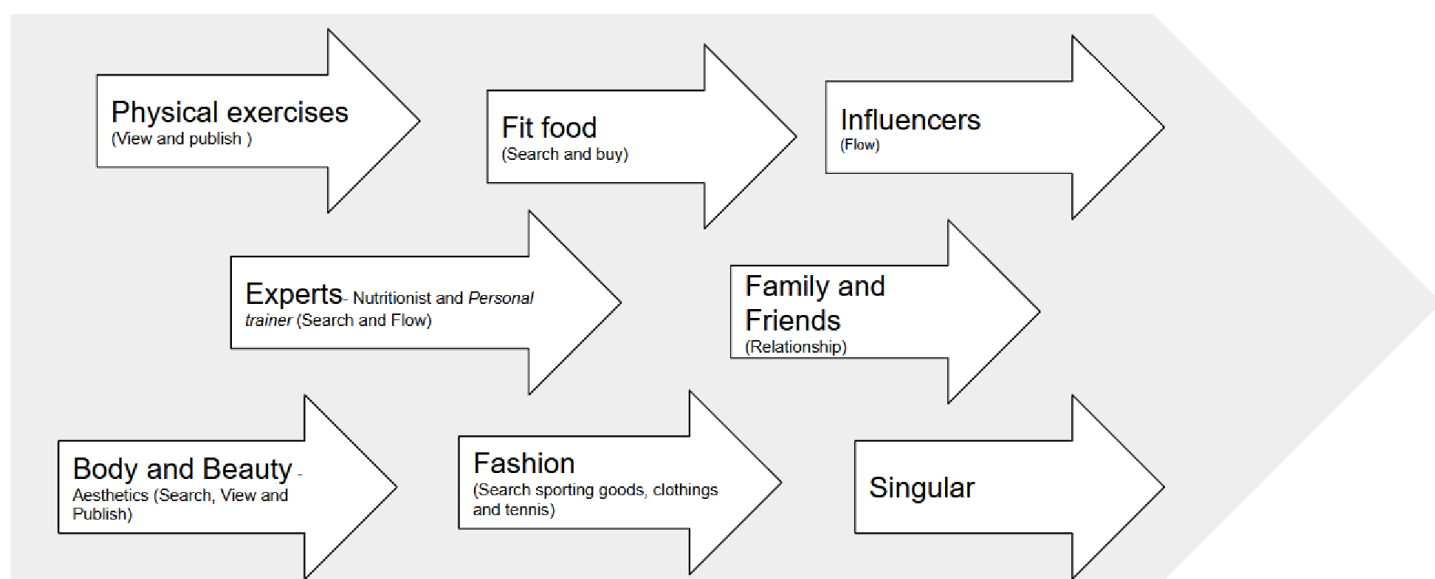 Physical exercises
(View and publish )
Fit food
(Search and buy)
Influencers
(Flow)
Experts- Nutritionist and Personal
trainer (Search and Flow)
Family and
Friends
(Relationship)
Body and Beauty -
Aesthetics (Search, View and
Publish)
Fashion
(Search sporting goods, clothings
and tennis)
Singular